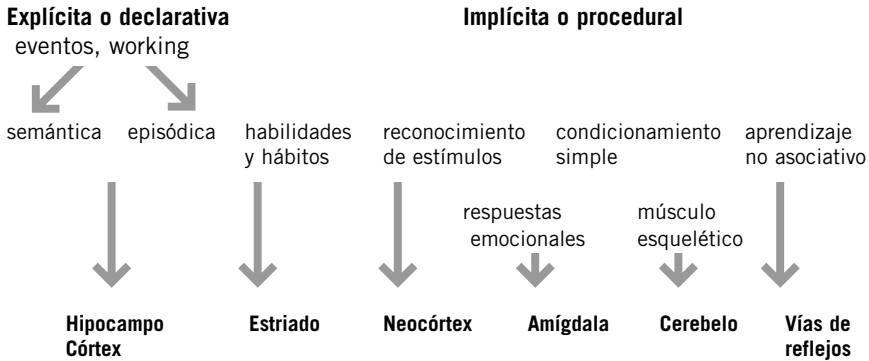 Explícita o declarativa
Implícita o procedural
eventos, working
semántica
episódica
habilidades
y hábitos
reconocimiento
de estímulos
condicionamiento
simple
aprendizaje
no asociativo
respuestas
emocionales
músculo
esquelético
Hipocampo
Córtex
Estriado
Neocórtex
Amígdala
Cerebelo
Vías de
reflejos